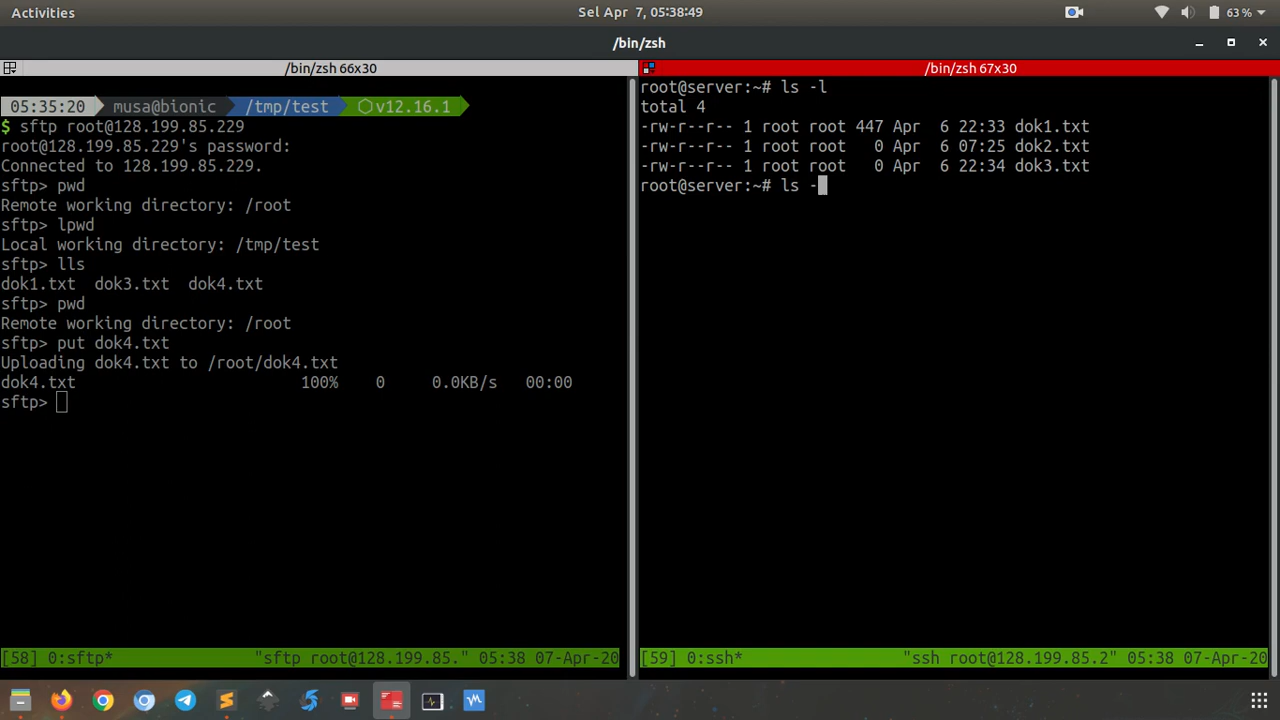 Activities
Sel Apr 7, 05:38:49
63 %
/bin/zsh
/bin/zsh 66x30
05:35:20 musa@bionic /tmp/test v12.16.1
$ sftp root@128.199.85.229
root@128.199.85.229's password:
Connected to 128.199.85.229.
sftp> pwd
Remote working directory: /root
sftp> lpwd
Local working directory: /tmp/test
sftp> lls
dok1.txt  dok3.txt  dok4.txt
sftp> pwd
Remote working directory: /root
sftp> put dok4.txt
Uploading dok4.txt to /root/dok4.txt
dok4.txt                        100%    0     0.0KB/s   00:00
sftp>
[58] 0:sftp*               "sftp root@128.199.85." 05:38 07-Apr-20
/bin/zsh 67x30
root@server:~# ls -l
total 4
-rw-r--r-- 1 root root 447 Apr  6 22:33 dok1.txt
-rw-r--r-- 1 root root   0 Apr  6 07:25 dok2.txt
-rw-r--r-- 1 root root   0 Apr  6 22:34 dok3.txt
root@server:~# ls -
[59] 0:ssh*                 "ssh root@128.199.85.2" 05:38 07-Apr-20